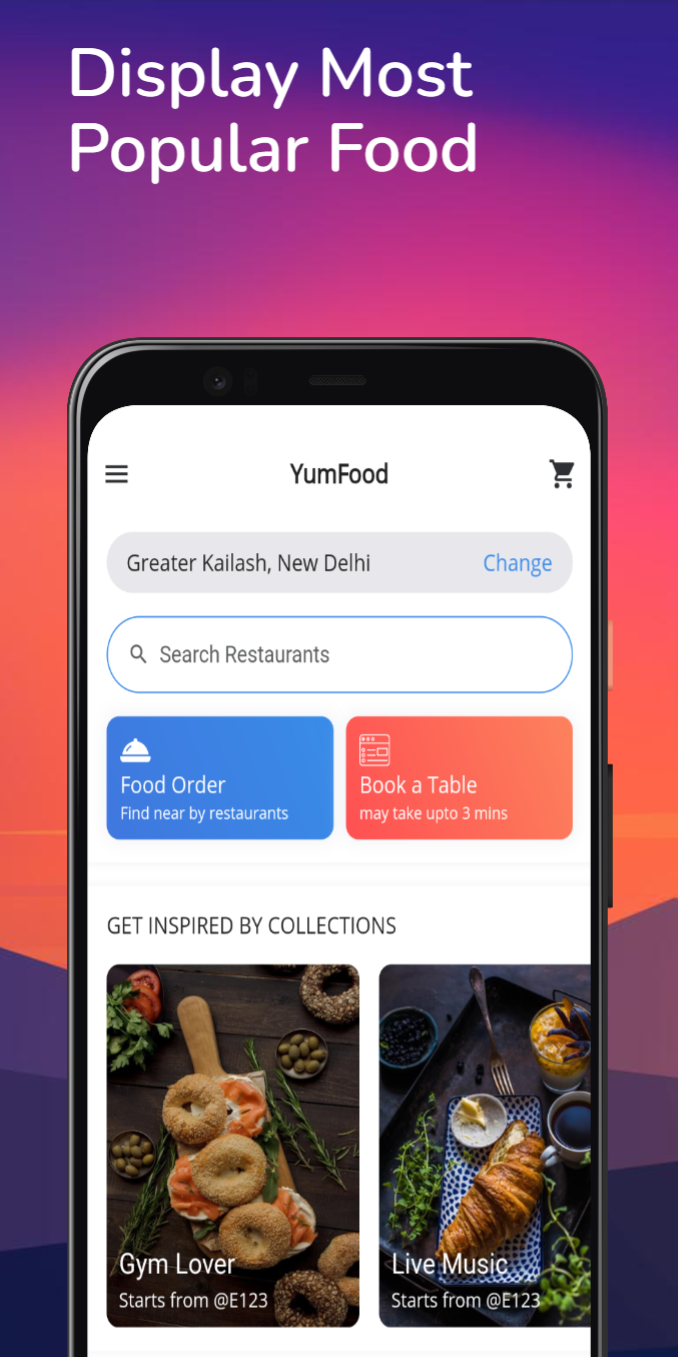 Display Most
Popular Food
YumFood
Greater Kailash, New Delhi
Change
Search Restaurants
Food Order
Find near by restaurants
Book a Table
may take upto 3 mins
GET INSPIRED BY COLLECTIONS
Gym Lover
Starts from @E123
Live Music
Starts from @E123